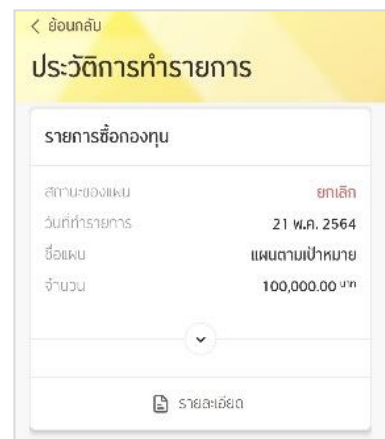 < ย้อนกลับ
ประวัติการทำรายการ
รายการซื้อกองทุน
สถานะของแผน ยกเลิก
วันที่ทำรายการ 21 พ.ค. 2564
ชื่อแผน แผนตามเป้าหมาย
จำนวน 100,000.00 บาท
รายละเอียด